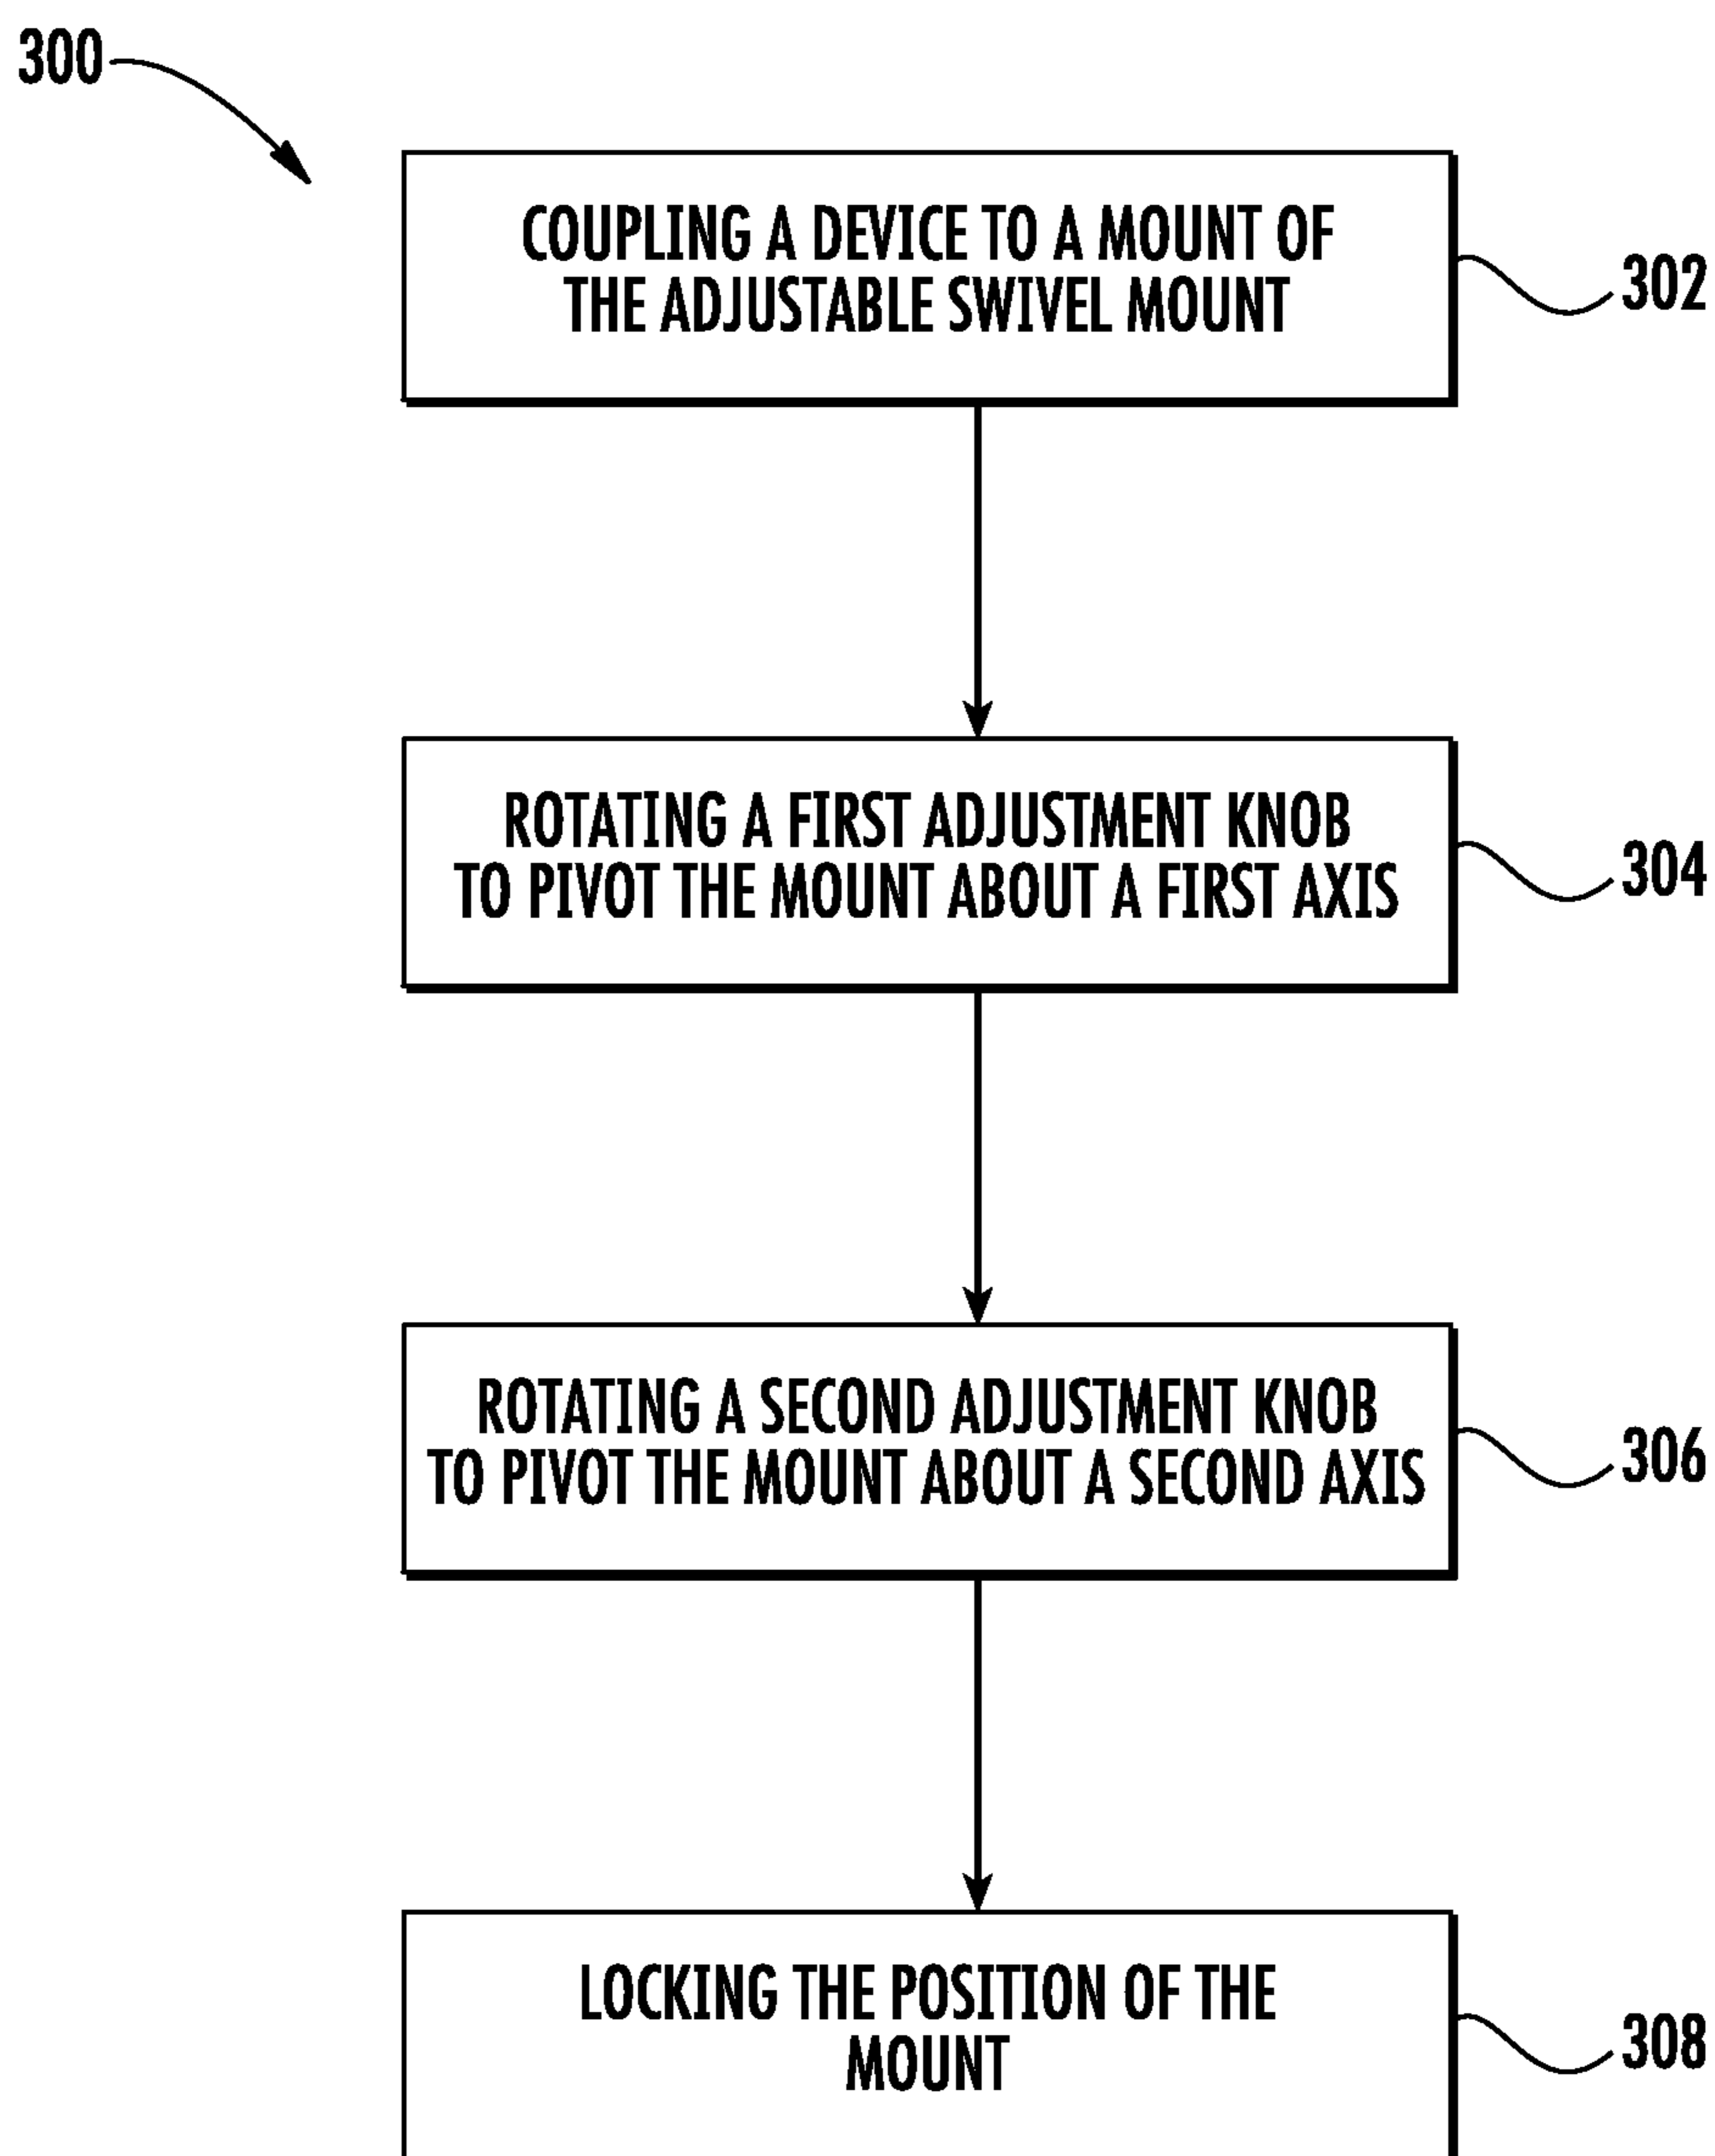 300
COUPLING A DEVICE TO A MOUNT OF
THE ADJUSTABLE SWIVEL MOUNT
302
ROTATING A FIRST ADJUSTMENT KNOB
TO PIVOT THE MOUNT ABOUT A FIRST AXIS
304
ROTATING A SECOND ADJUSTMENT KNOB
TO PIVOT THE MOUNT ABOUT A SECOND AXIS
306
LOCKING THE POSITION OF THE
MOUNT
308